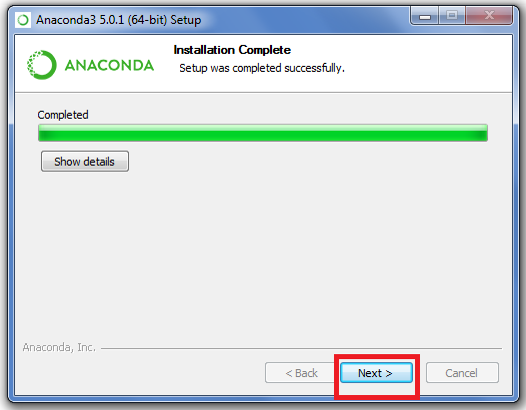 Anaconda3 5.0.1 (64-bit) Setup
ANACONDA
Installation Complete
Setup was completed successfully.
Completed
Show details
Anaconda, Inc.
< Back
Next >
Cancel